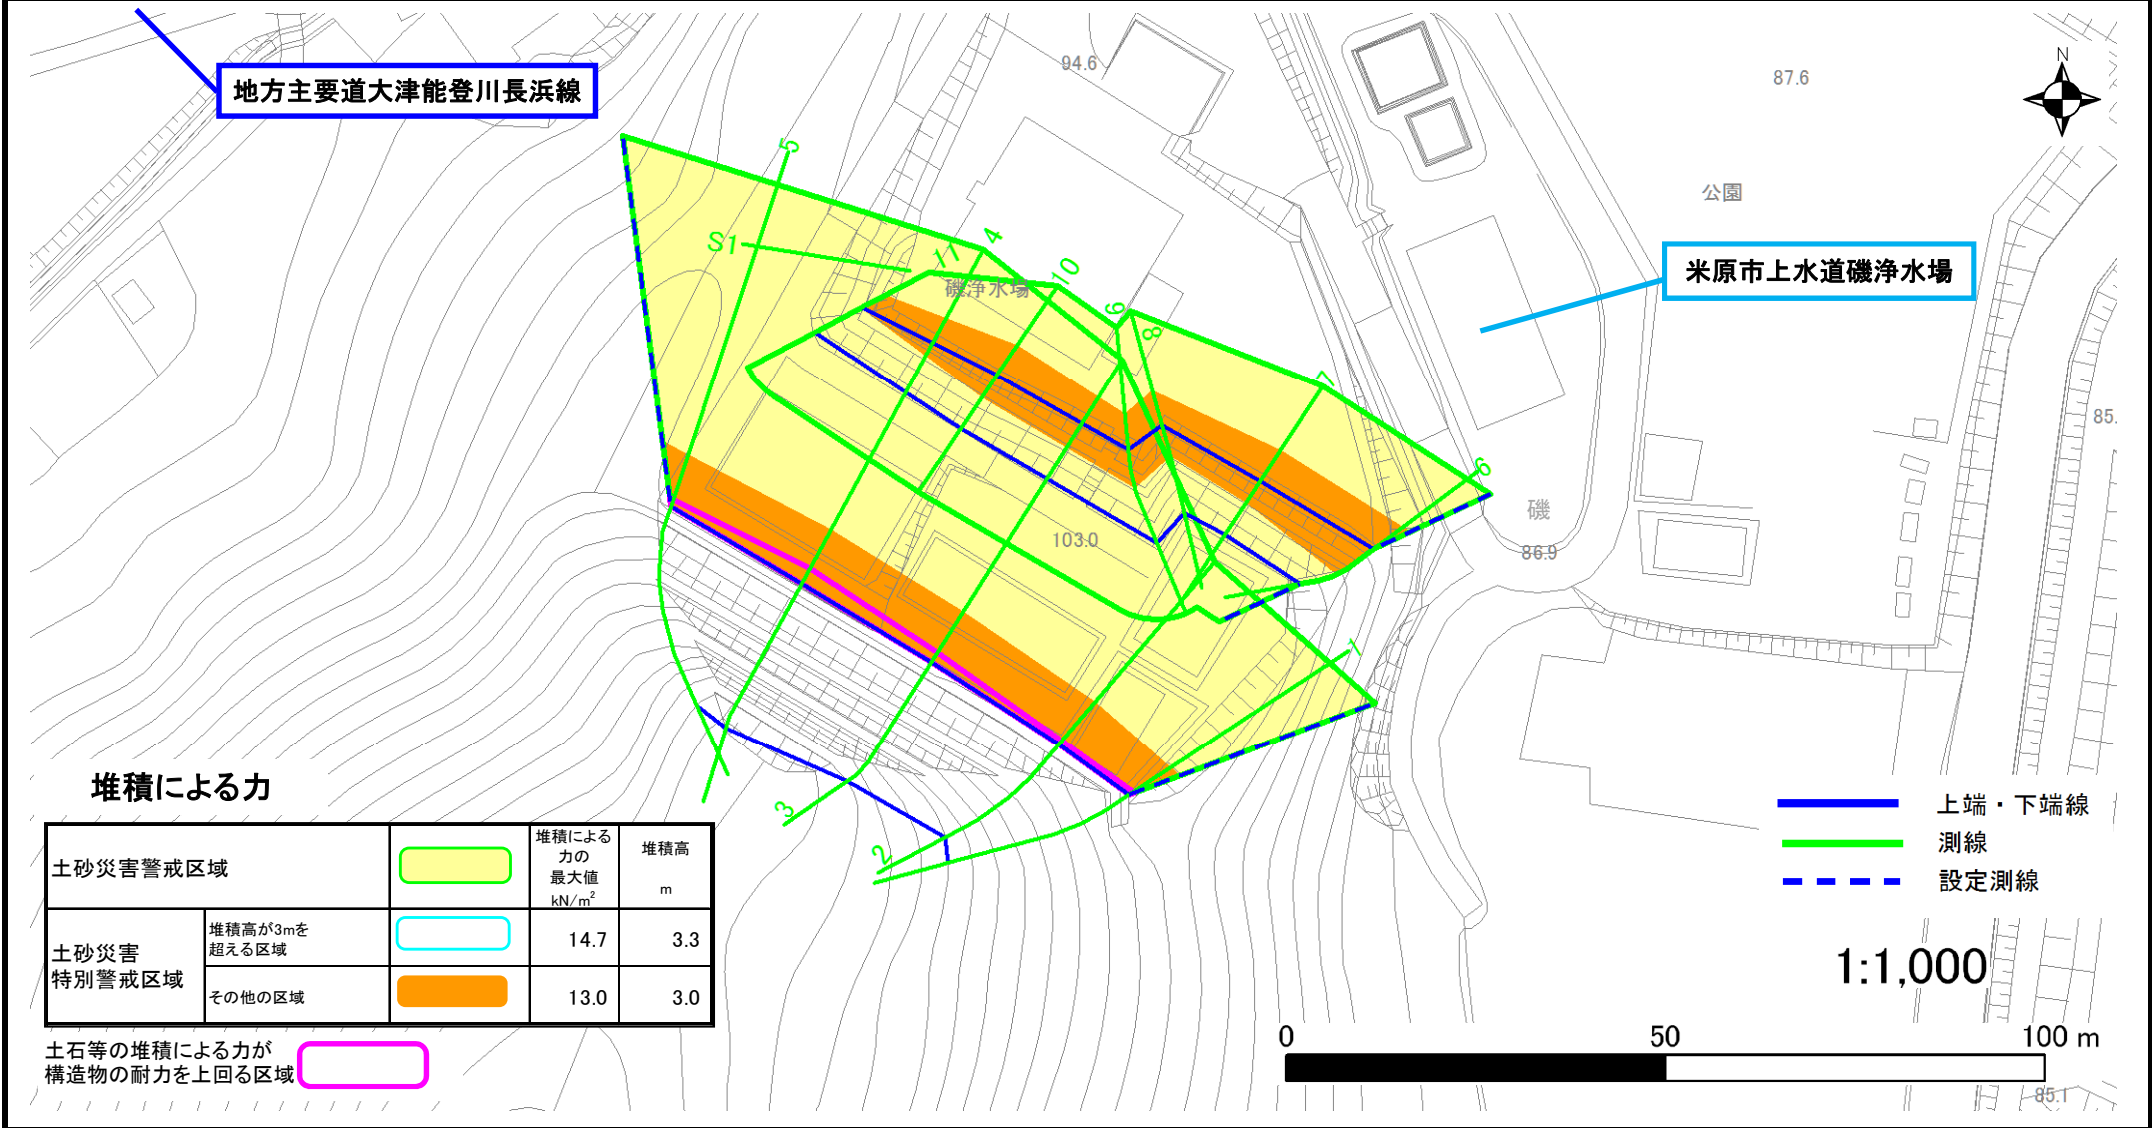 地方主要道大津能登川長浜線
94.6
87.6
N
公園
米原市上水道磯浄水場
5
S1
11
4
10
磯浄水場
6
8
7
85.
6
磯
103.0
86.9
1
3
2
堆積による力
土砂災害警戒区域
堆積による
力の
最大値
kN/m²
堆積高
m
土砂災害
特別警戒区域
堆積高が3mを
超える区域
14.7
3.3
その他の区域
13.0
3.0
土石等の堆積による力が
構造物の耐力を上回る区域
上端・下端線
測線
設定測線
1:1,000
0 50 100 m
85.1